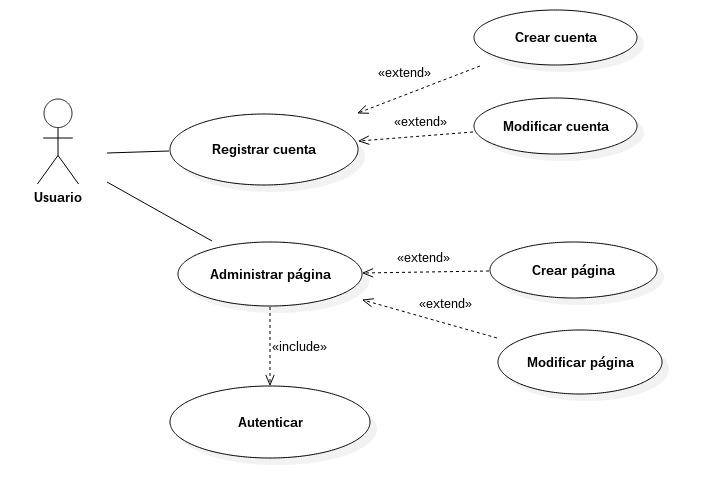 Crear cuenta
«extend»
«extend»
Modificar cuenta
Registrar cuenta
Usuario
«extend»
Crear página
Administrar página
«extend»
«include»
Modificar página
Autenticar